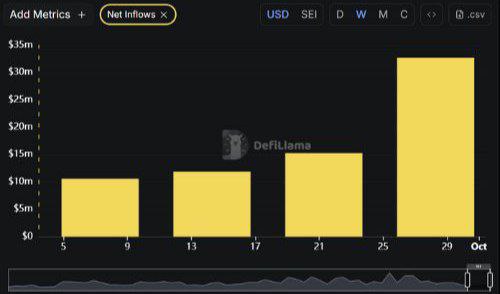 Add Metrics +
Net Inflows ×
USD SEI
D W M C
<> .csv
$35m
$30m
$25m
$20m
$15m
$10m
$5m
$0
DefiLlama
5 9 13 17 21 25 29 Oct